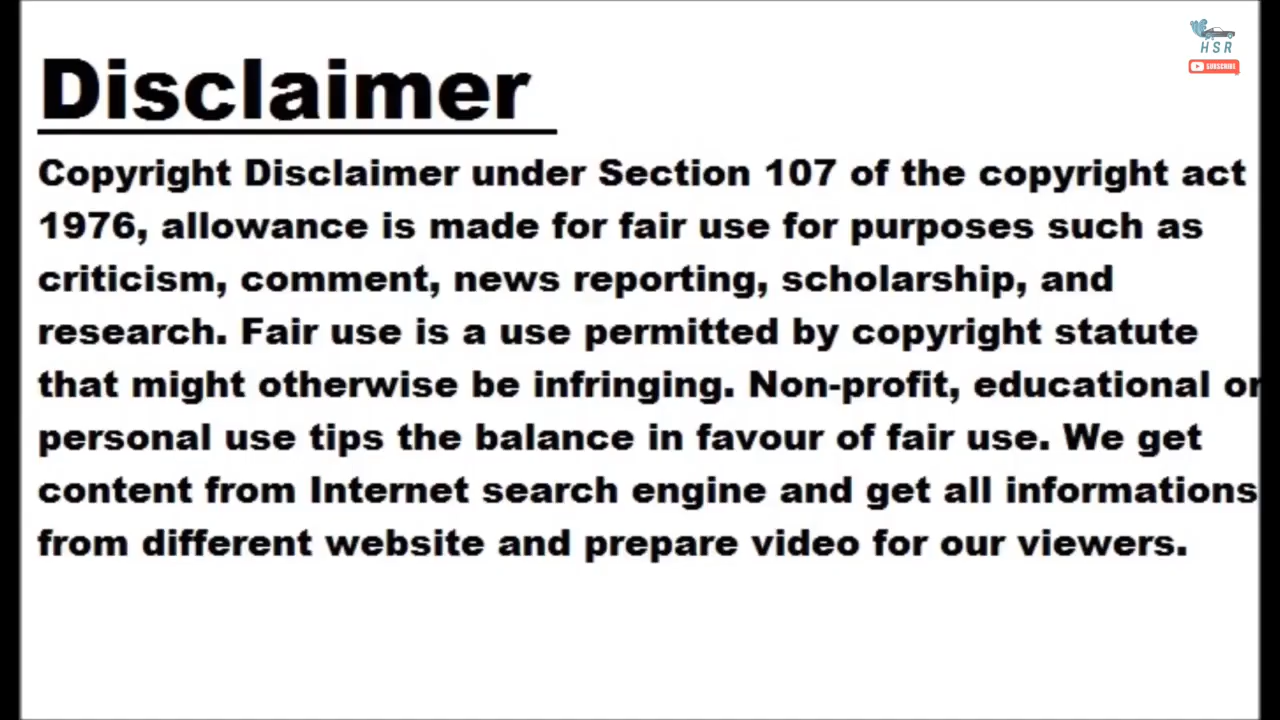 HSR
SUBSCRIBE
Disclaimer
Copyright Disclaimer under Section 107 of the copyright act
1976, allowance is made for fair use for purposes such as
criticism, comment, news reporting, scholarship, and
research. Fair use is a use permitted by copyright statute
that might otherwise be infringing. Non-profit, educational or
personal use tips the balance in favour of fair use. We get
content from Internet search engine and get all informations
from different website and prepare video for our viewers.